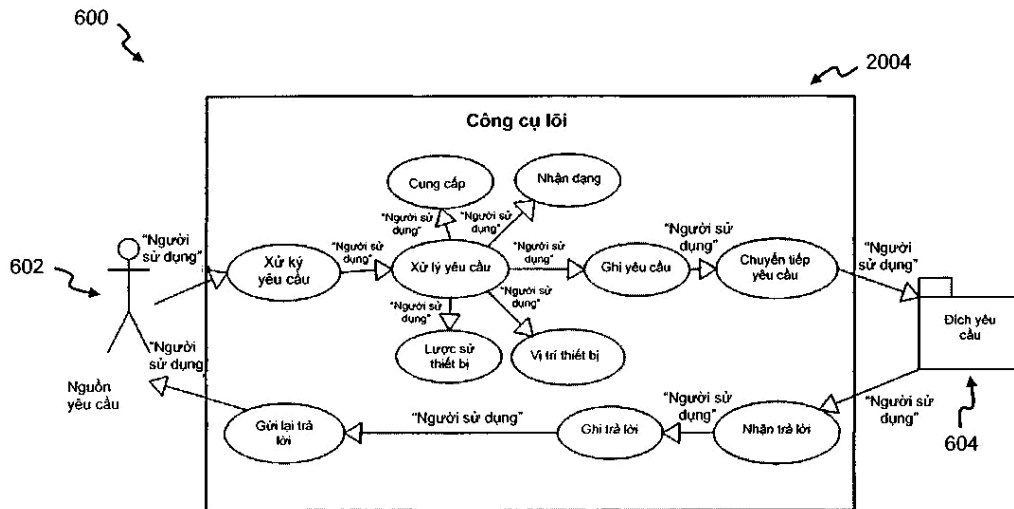 600
2004
Công cụ lõi
Cung cấp
Nhận dạng
"Người sử
dụng"
"Người sử
dụng"
"Người
sử dụng"
"Người sử
dụng"
"Người sử
dụng"
"Người sử
dụng"
"Người
sử dụng"
602
Xử ký
yêu cầu
Xử lý yêu cầu
Ghi yêu cầu
Chuyển tiếp
yêu cầu
"Người sử
dụng"
"Người sử
dụng"
Đích yêu
cầu
"Người
sử dụng"
Lược sử
thiết bị
Vị trí thiết bị
Nguồn
yêu cầu
"Người sử dụng"
"Người sử
dụng"
"Người sử
dụng"
Gửi lại trả
lời
Ghi trả lời
Nhận trả lời
604